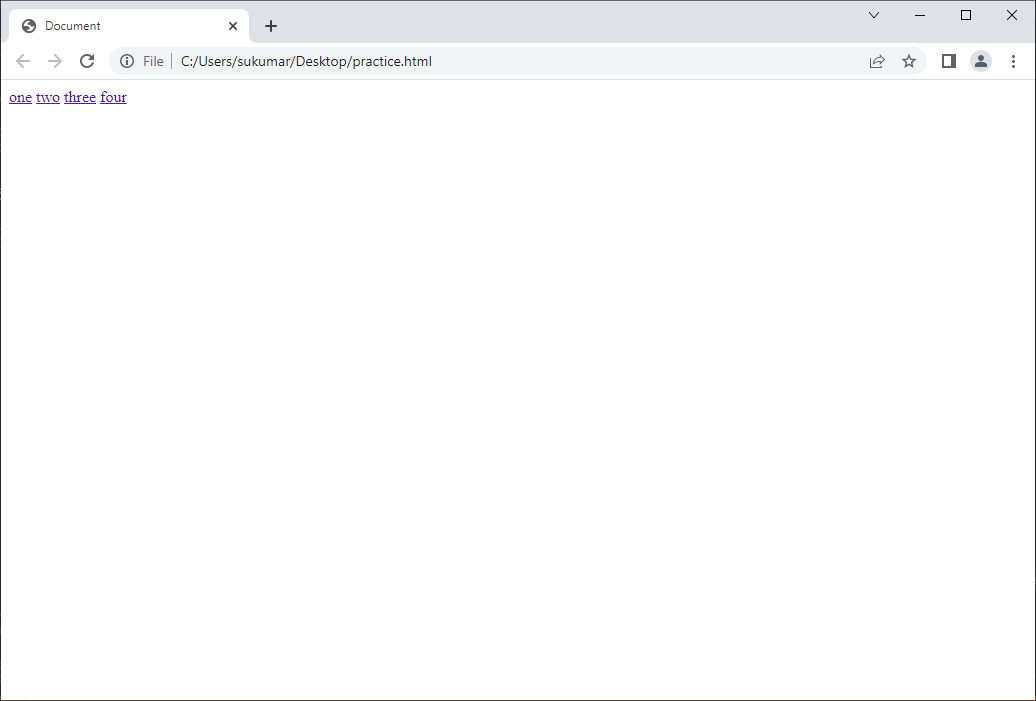 Document
File C:/Users/sukumar/Desktop/practice.html
one two three four